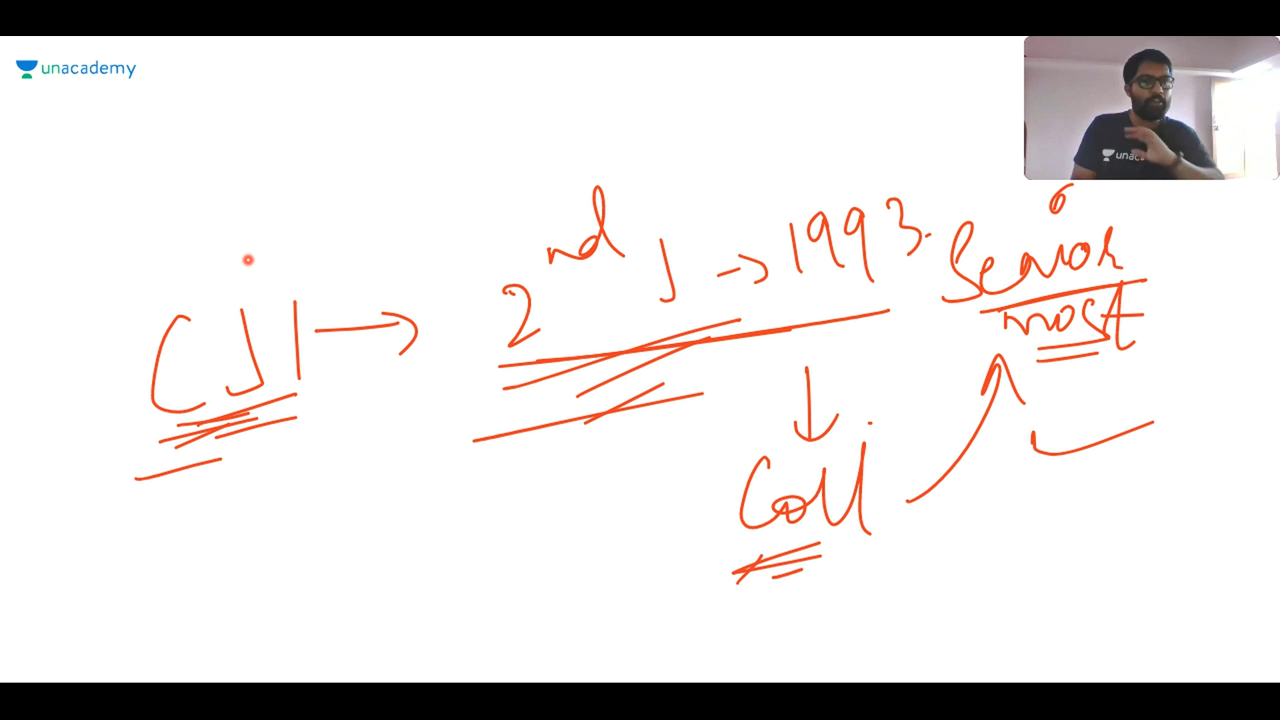 unacademy
CJI → 2nd J → 1993. Senior
most
↓
Coll